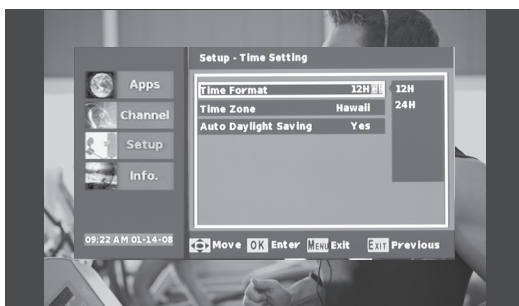 Setup - Time Setting
Apps
Channel
Setup
Info.
Time Format 12H
Time Zone Hawaii
Auto Daylight Saving Yes
12H
24H
09:22 AM 01-14-08
Move OK Enter MENU Exit EXIT Previous